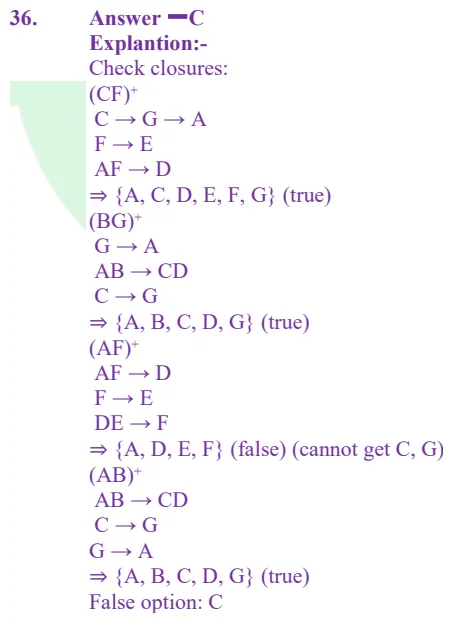 36. Answer –C
Explantion:-
Check closures:
(CF)⁺
C → G → A
F → E
AF → D
⇒ {A, C, D, E, F, G} (true)
(BG)⁺
G → A
AB → CD
C → G
⇒ {A, B, C, D, G} (true)
(AF)⁺
AF → D
F → E
DE → F
⇒ {A, D, E, F} (false) (cannot get C, G)
(AB)⁺
AB → CD
C → G
G → A
⇒ {A, B, C, D, G} (true)
False option: C